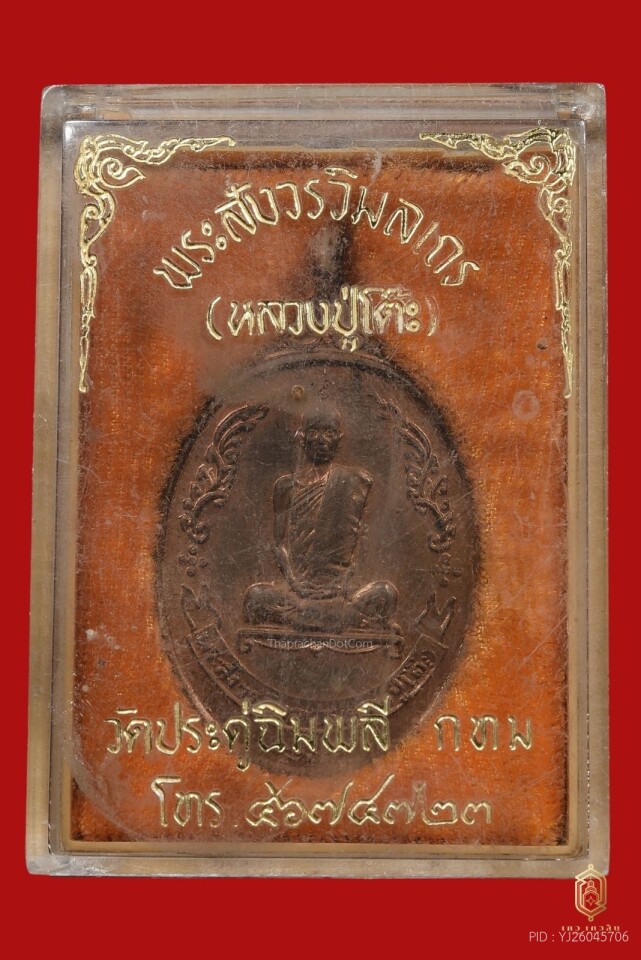 พระสังวรวิมลเถร
(หลวงปู่โต๊ะ)
ThaprachanDotCom
วัดประดู่ฉิมพลี กทม
โทร. ๕๖๗๔๗๒๓
PID : YJ26045706